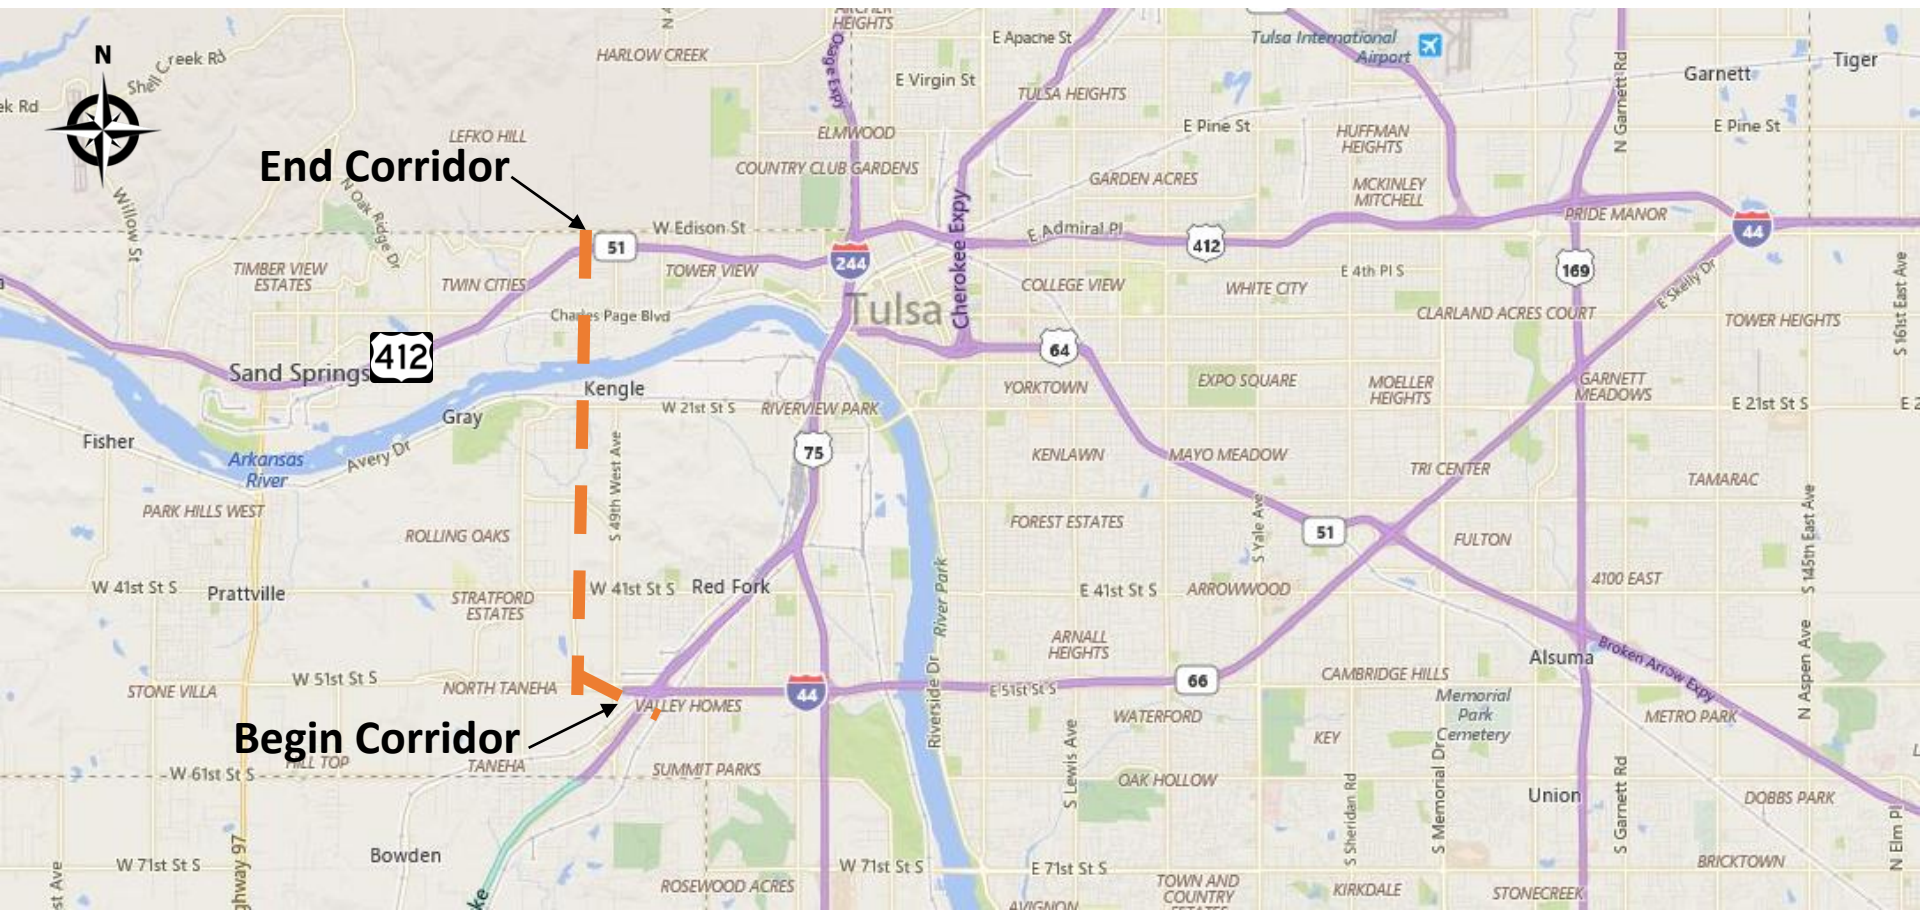 ARCHER
HEIGHTS
N
Shell Creek Rd
ek Rd
HARLOW CREEK
Osage Expy
E Apache St
Tulsa International
Airport
N Garnett Rd
Garnett
Tiger
E Virgin St
TULSA HEIGHTS
LEFKO HILL
ELMWOOD
E Pine St
HUFFMAN
HEIGHTS
E Pine St
End Corridor
COUNTRY CLUB GARDENS
GARDEN ACRES
MCKINLEY
MITCHELL
Willow St
N Oak Ridge Dr
W Edison St
Cherokee Expy
E Admiral Pl
412
PRIDE MANOR
44
51
244
169
TIMBER VIEW
ESTATES
TWIN CITIES
TOWER VIEW
COLLEGE VIEW
WHITE CITY
E 4th Pl S
E Skelly Dr
S 161st East Ave
Charles Page Blvd
Tulsa
CLARLAND ACRES COURT
TOWER HEIGHTS
412
64
Sand Springs
Kengle
YORKTOWN
EXPO SQUARE
MOELLER
HEIGHTS
GARNETT
MEADOWS
Gray
W 21st St S
RIVERVIEW PARK
E 21st St S
E 2
Fisher
Arkansas
River
Avery Dr
S 49th West Ave
75
KENLAWN
MAYO MEADOW
TRI CENTER
TAMARAC
PARK HILLS WEST
ROLLING OAKS
FOREST ESTATES
S Yale Ave
51
FULTON
S 145th East Ave
W 41st St S
Prattville
STRATFORD
ESTATES
W 41st St S
Red Fork
River Park
E 41st St S
ARROWWOOD
4100 EAST
ARNALL
HEIGHTS
Alsuma
Broken Arrow Expy
N Aspen Ave
STONE VILLA
W 51st St S
NORTH TANEHA
44
Riverside Dr
E 51st St S
66
CAMBRIDGE HILLS
VALLEY HOMES
WATERFORD
Memorial
Park
Cemetery
METRO PARK
Begin Corridor
KEY
HILL TOP
TANEHA
W 61st St S
SUMMIT PARKS
S Lewis Ave
OAK HOLLOW
S Sheridan Rd
S Memorial Dr
Union
S Garnett Rd
DOBBS PARK
N Elm Pl
Bowden
W 71st St S
ghway 97
st Ave
ke
ROSEWOOD ACRES
W 71st St S
E 71st St S
AVIGNON
TOWN AND
COUNTRY
ESTATES
KIRKDALE
STONECREEK
BRICKTOWN